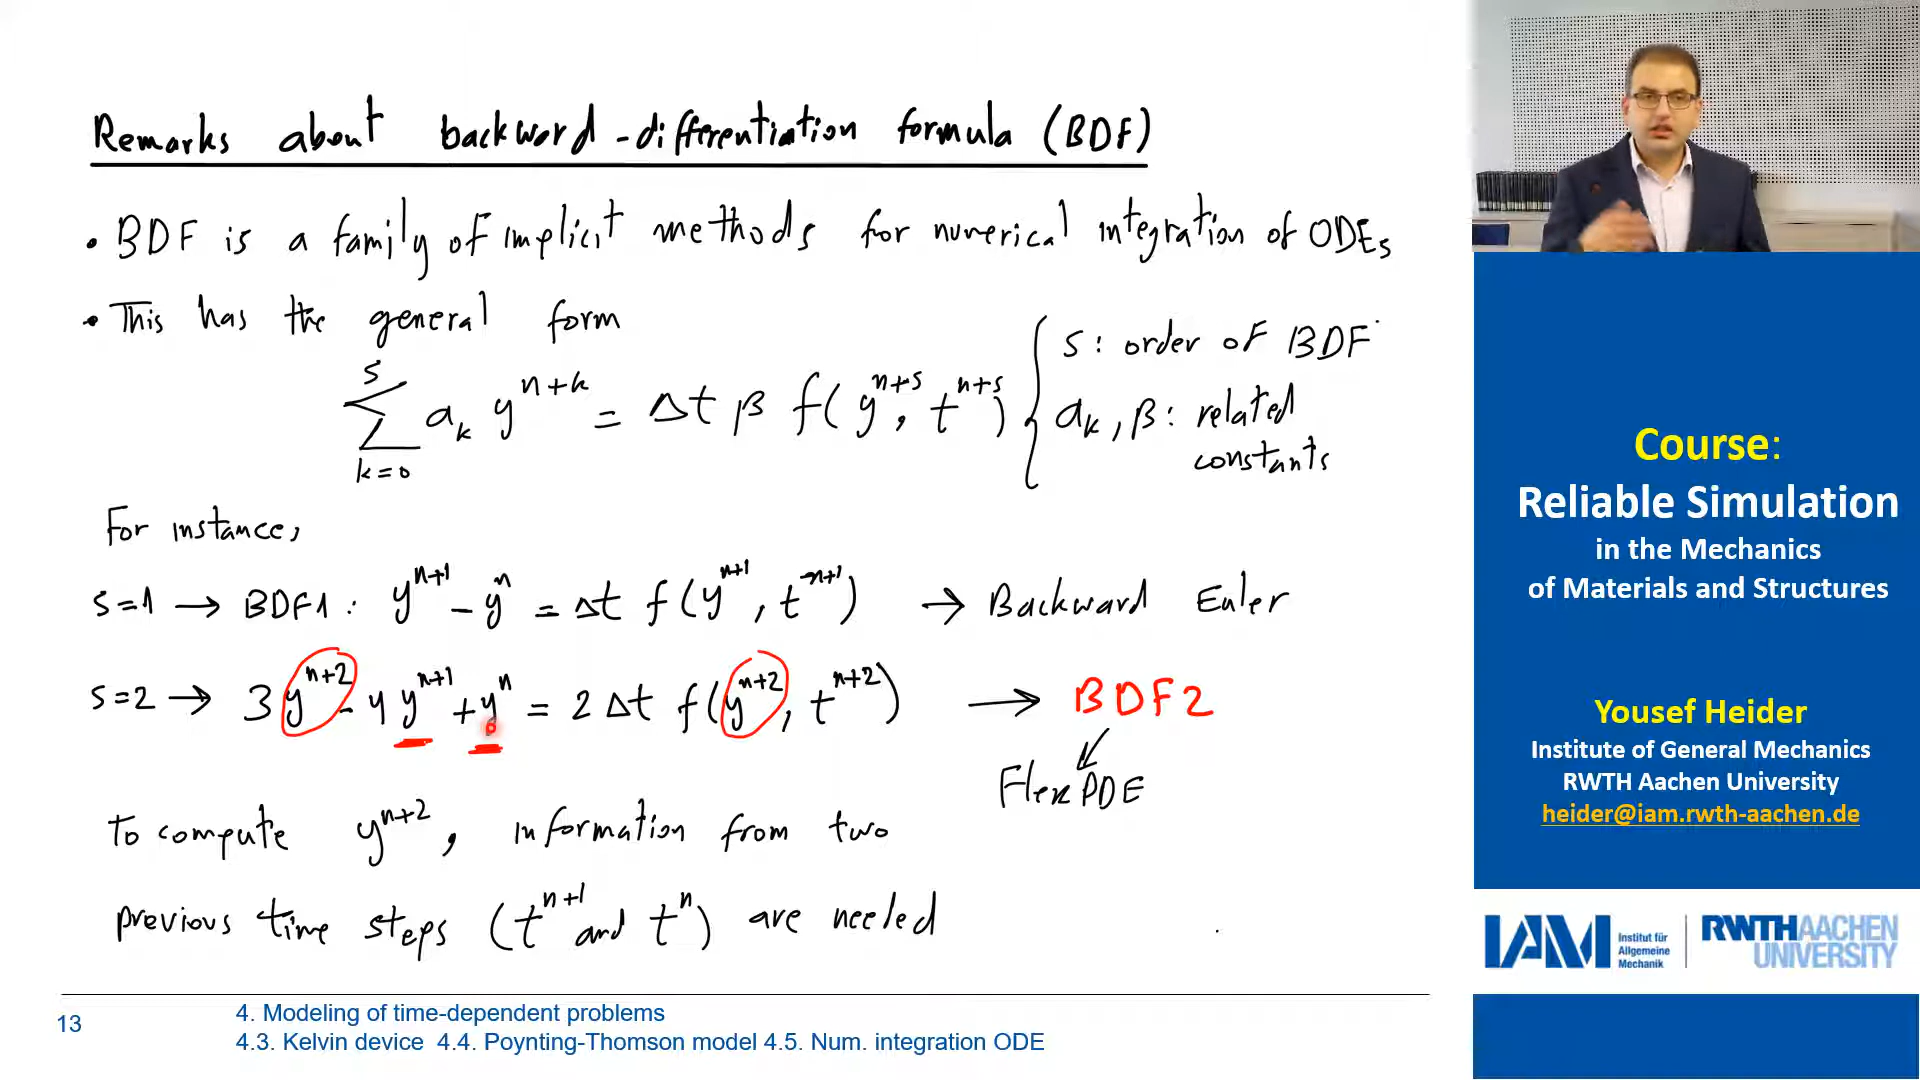 Remarks about backword-differentiation formula (BDF)
• BDF is a family of implicit methods for numerical integration of ODEs
• This has the general form
s
∑ a_k y^{n+k} = Δt β f(y^{n+s}, t^{n+s})
k=0
s: order of BDF
a_k, β: related
constants
For instance,
s=1 → BDF1: y^{n+1} - y^n = Δt f(y^{n+1}, t^{n+1}) → Backward Euler
s=2 → 3y^{n+2} - 4y^{n+1} + y^n = 2Δt f(y^{n+2}, t^{n+2}) → BDF2
FlexPDE
To compute y^{n+2}, information from two
previous time steps (t^{n+1} and t^n) are needed
13
4. Modeling of time-dependent problems
4.3. Kelvin device 4.4. Poynting-Thomson model 4.5. Num. integration ODE
Course:
Reliable Simulation
in the Mechanics
of Materials and Structures
Yousef Heider
Institute of General Mechanics
RWTH Aachen University
heider@iam.rwth-aachen.de
IAM
Institut für
Allgemeine
Mechanik
RWTH AACHEN
UNIVERSITY